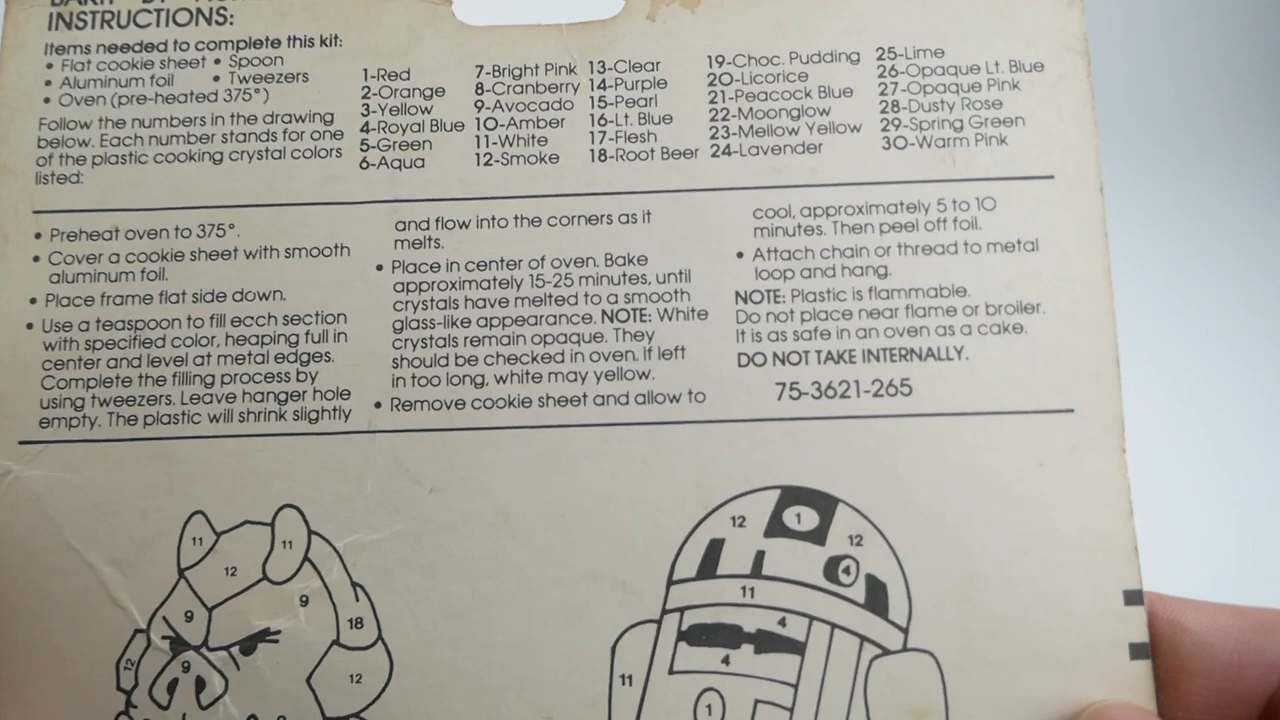 INSTRUCTIONS:
Items needed to complete this kit:
• Flat cookie sheet • Spoon
• Aluminum foil • Tweezers
• Oven (pre-heated 375°)
Follow the numbers in the drawing
below. Each number stands for one
of the plastic cooking crystal colors
listed:
1-Red
2-Orange
3-Yellow
4-Royal Blue
5-Green
6-Aqua
7-Bright Pink
8-Cranberry
9-Avocado
10-Amber
11-White
12-Smoke
13-Clear
14-Purple
15-Pearl
16-Lt. Blue
17-Flesh
18-Root Beer
19-Choc. Pudding
20-Licorice
21-Peacock Blue
22-Moonglow
23-Mellow Yellow
24-Lavender
25-Lime
26-Opaque Lt. Blue
27-Opaque Pink
28-Dusty Rose
29-Spring Green
30-Warm Pink
• Preheat oven to 375°.
• Cover a cookie sheet with smooth
aluminum foil.
• Place frame flat side down.
• Use a teaspoon to fill each section
with specified color, heaping full in
center and level at metal edges.
Complete the filling process by
using tweezers. Leave hanger hole
empty. The plastic will shrink slightly
and flow into the corners as it
melts.
• Place in center of oven. Bake
approximately 15-25 minutes, until
crystals have melted to a smooth
glass-like appearance. NOTE: White
crystals remain opaque. They
should be checked in oven. If left
in too long, white may yellow.
• Remove cookie sheet and allow to
cool, approximately 5 to 10
minutes. Then peel off foil.
• Attach chain or thread to metal
loop and hang.
NOTE: Plastic is flammable.
Do not place near flame or broiler.
It is as safe in an oven as a cake.
DO NOT TAKE INTERNALLY.
75-3621-265
11
11
12
9
9
18
9
12
12
12
1
12
4
11
4
4
11
1